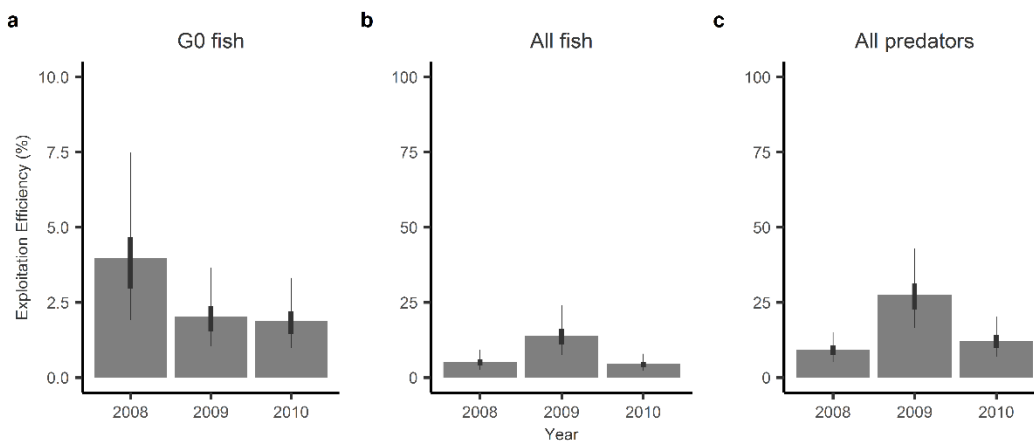 a
G0 fish
b
All fish
c
All predators
Exploitation Efficiency (%)
10.0
7.5
5.0
2.5
0.0
2008 2009 2010
100
75
50
25
0
2008 2009 2010
Year
100
75
50
25
0
2008 2009 2010